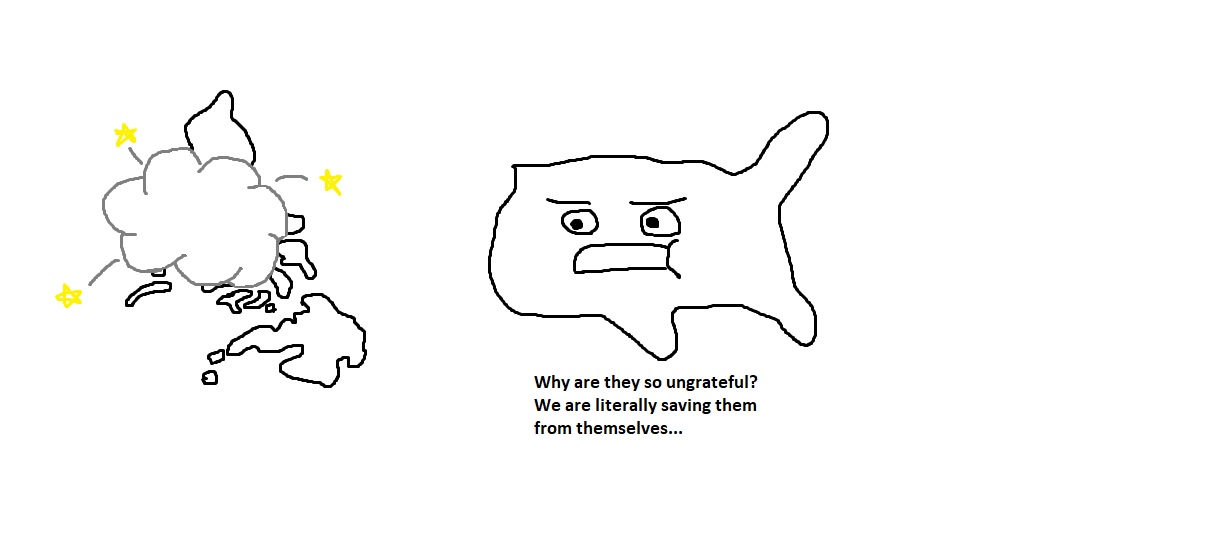 Why are they so ungrateful?
We are literally saving them
from themselves...